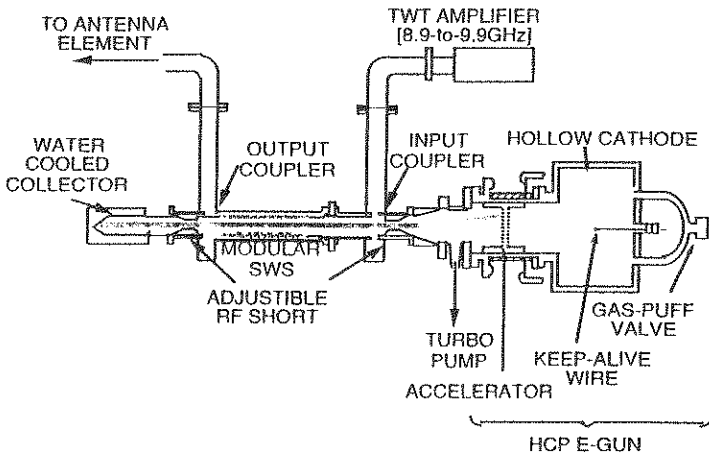 TO ANTENNA
ELEMENT
TWT AMPLIFIER
[8.9-to-9.9GHz]
WATER
COOLED
COLLECTOR
OUTPUT
COUPLER
INPUT
COUPLER
HOLLOW CATHODE
MODULAR
SWS
ADJUSTIBLE
RF SHORT
TURBO
PUMP
GAS-PUFF
VALVE
KEEP-ALIVE
WIRE
ACCELERATOR
HCP E-GUN